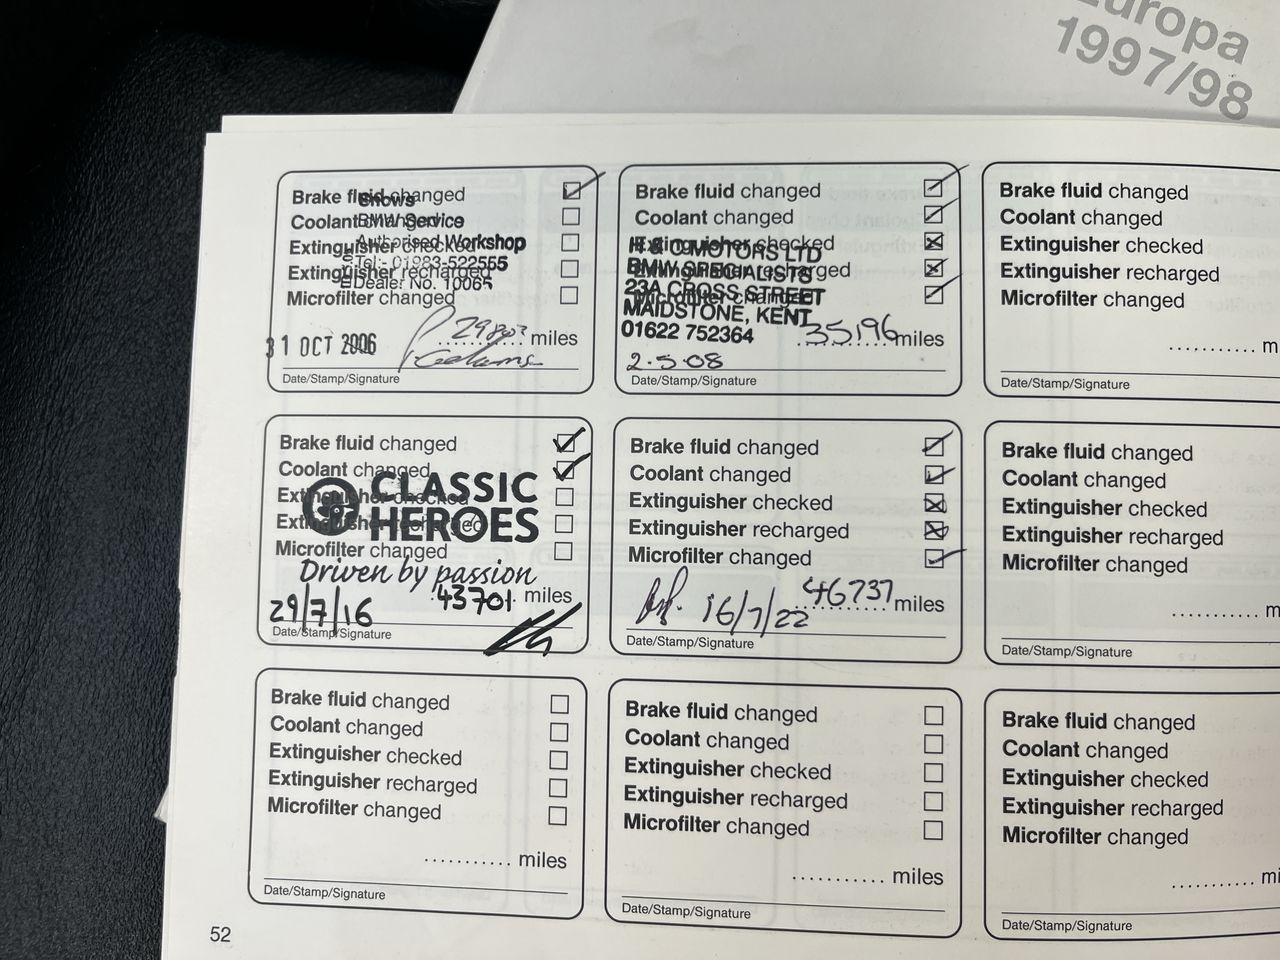 Europa
1997/98
Brake fluid changed
Coolant changed
Extinguisher checked
Extinguisher recharged
Microfilter changed
Snows
BMW Service
Authorised Workshop
Tel:- 01983-522555
Dealer No. 10065
31 OCT 2006
miles
Date/Stamp/Signature
Brake fluid changed
Coolant changed
Extinguisher checked
Extinguisher recharged
Microfilter changed
MOTORS LTD
BMW SPECIALISTS
23A CROSS STREET
MAIDSTONE, KENT
01622 752364
35196 miles
2-5-08
Date/Stamp/Signature
Brake fluid changed
Coolant changed
Extinguisher checked
Extinguisher recharged
Microfilter changed
.......... m
Date/Stamp/Signature
Brake fluid changed
Coolant changed
Extinguisher checked
Extinguisher recharged
Microfilter changed
CLASSIC
HEROES
Driven by passion
43701 miles
29/7/16
Date/Stamp/Signature
Brake fluid changed
Coolant changed
Extinguisher checked
Extinguisher recharged
Microfilter changed
46737 miles
16/7/22
Date/Stamp/Signature
Brake fluid changed
Coolant changed
Extinguisher checked
Extinguisher recharged
Microfilter changed
.......... m
Date/Stamp/Signature
Brake fluid changed
Coolant changed
Extinguisher checked
Extinguisher recharged
Microfilter changed
.......... miles
Date/Stamp/Signature
Brake fluid changed
Coolant changed
Extinguisher checked
Extinguisher recharged
Microfilter changed
.......... miles
Date/Stamp/Signature
Brake fluid changed
Coolant changed
Extinguisher checked
Extinguisher recharged
Microfilter changed
.......... mi
Date/Stamp/Signature
52